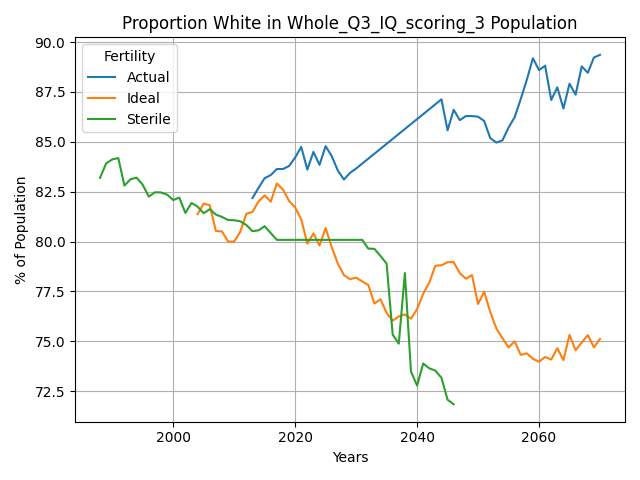 Proportion White in Whole_Q3_IQ_scoring_3 Population
90.0
87.5
85.0
82.5
80.0
77.5
75.0
72.5
% of Population
Fertility
Actual
Ideal
Sterile
2000
2020
2040
2060
Years